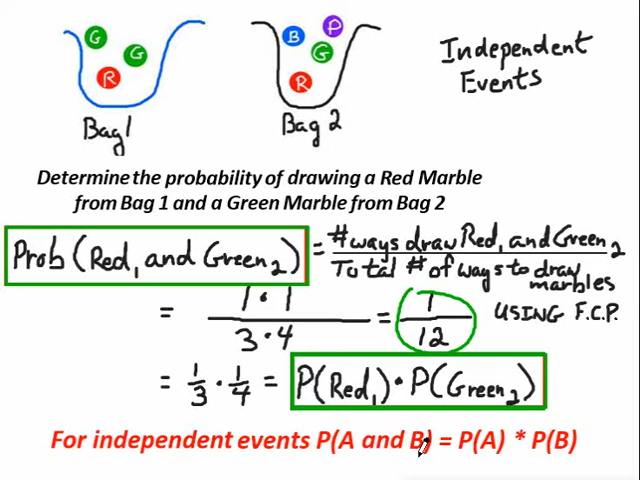 G
G
R
Bag 1
B
P
G
R
Bag 2
Independent
Events
Determine the probability of drawing a Red Marble
from Bag 1 and a Green Marble from Bag 2
Prob(Red₁ and Green₂) = # ways draw Red₁ and Green₂
Total # of ways to draw marbles
= 1 · 1 / 3 · 4 = 1 / 12 USING F.C.P.
= 1/3 · 1/4 = P(Red₁) · P(Green₂)
For independent events P(A and B) = P(A) * P(B)